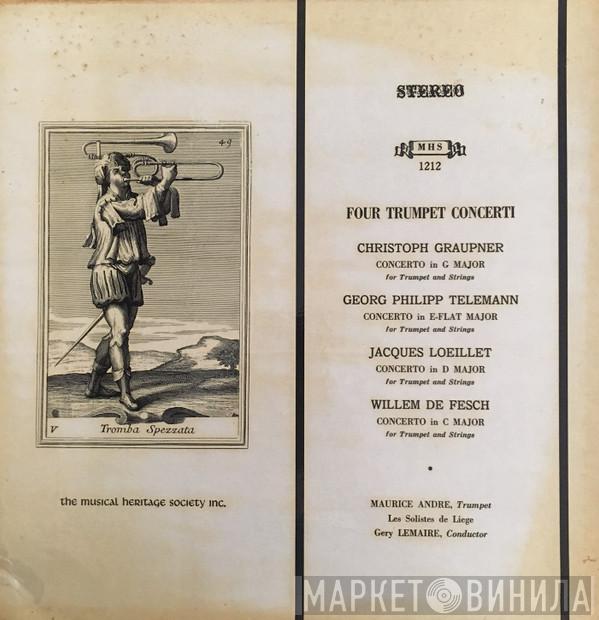 49
V Tromba Spezzata
the musical heritage society inc.
STEREO
MHS
1212
FOUR TRUMPET CONCERTI
CHRISTOPH GRAUPNER
CONCERTO in G MAJOR
for Trumpet and Strings
GEORG PHILIPP TELEMANN
CONCERTO in E-FLAT MAJOR
for Trumpet and Strings
JACQUES LOEILLET
CONCERTO in D MAJOR
for Trumpet and Strings
WILLEM DE FESCH
CONCERTO in C MAJOR
for Trumpet and Strings
MAURICE ANDRE, Trumpet
Les Solistes de Liege
Gery LEMAIRE, Conductor
МАРКЕТ ВИНИЛА